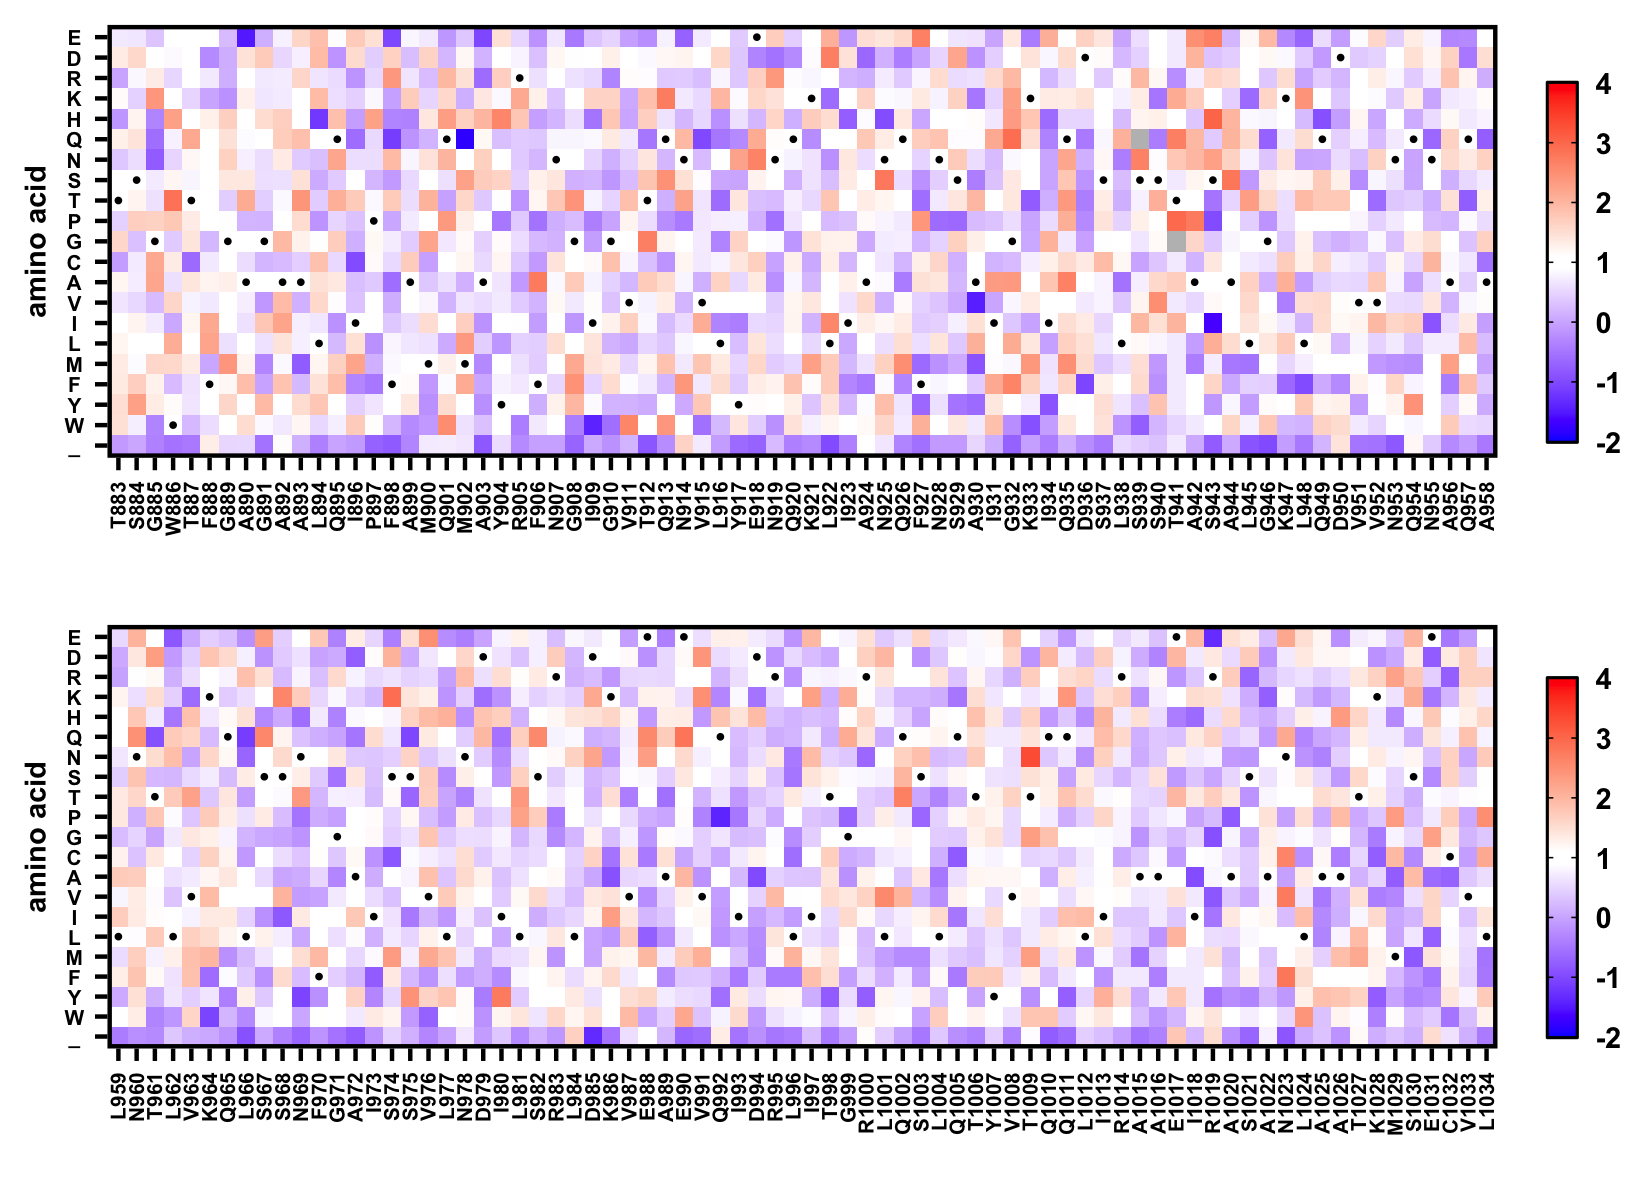 E
D
R
K
H
Q
N
S
T
P
G
C
A
V
I
L
M
F
Y
W
–
amino acid
4
3
2
1
0
-1
-2
T883 S884 G885 W886 T887 F888 G889 A890 G891 A892 A893 L894 Q895 I896 P897 F898 A899 M900 Q901 M902 A903 Y904 R905 F906 N907 G908 I909 G910 V911 T912 Q913 N914 V915 L916 Y917 E918 N919 Q920 K921 L922 I923 A924 N925 Q926 F927 N928 S929 A930 I931 G932 K933 I934 Q935 D936 S937 L938 S939 S940 T941 A942 S943 A944 L945 G946 K947 L948 Q949 D950 V951 V952 N953 Q954 N955 A956 Q957 A958
E
D
R
K
H
Q
N
S
T
P
G
C
A
V
I
L
M
F
Y
W
–
amino acid
4
3
2
1
0
-1
-2
L959 N960 T961 L962 V963 K964 Q965 L966 S967 S968 N969 F970 G971 A972 I973 S974 S975 V976 L977 N978 D979 I980 L981 S982 R983 L984 D985 K986 V987 E988 A989 E990 V991 Q992 I993 D994 R995 L996 I997 T998 G999 R1000 L1001 Q1002 S1003 L1004 Q1005 T1006 Y1007 V1008 T1009 Q1010 Q1011 L1012 I1013 R1014 A1015 A1016 E1017 I1018 R1019 A1020 S021 A1022 N1023 L1024 A1025 A1026 T1027 K1028 M1029 S1030 E1031 C1032 V1033 L1034